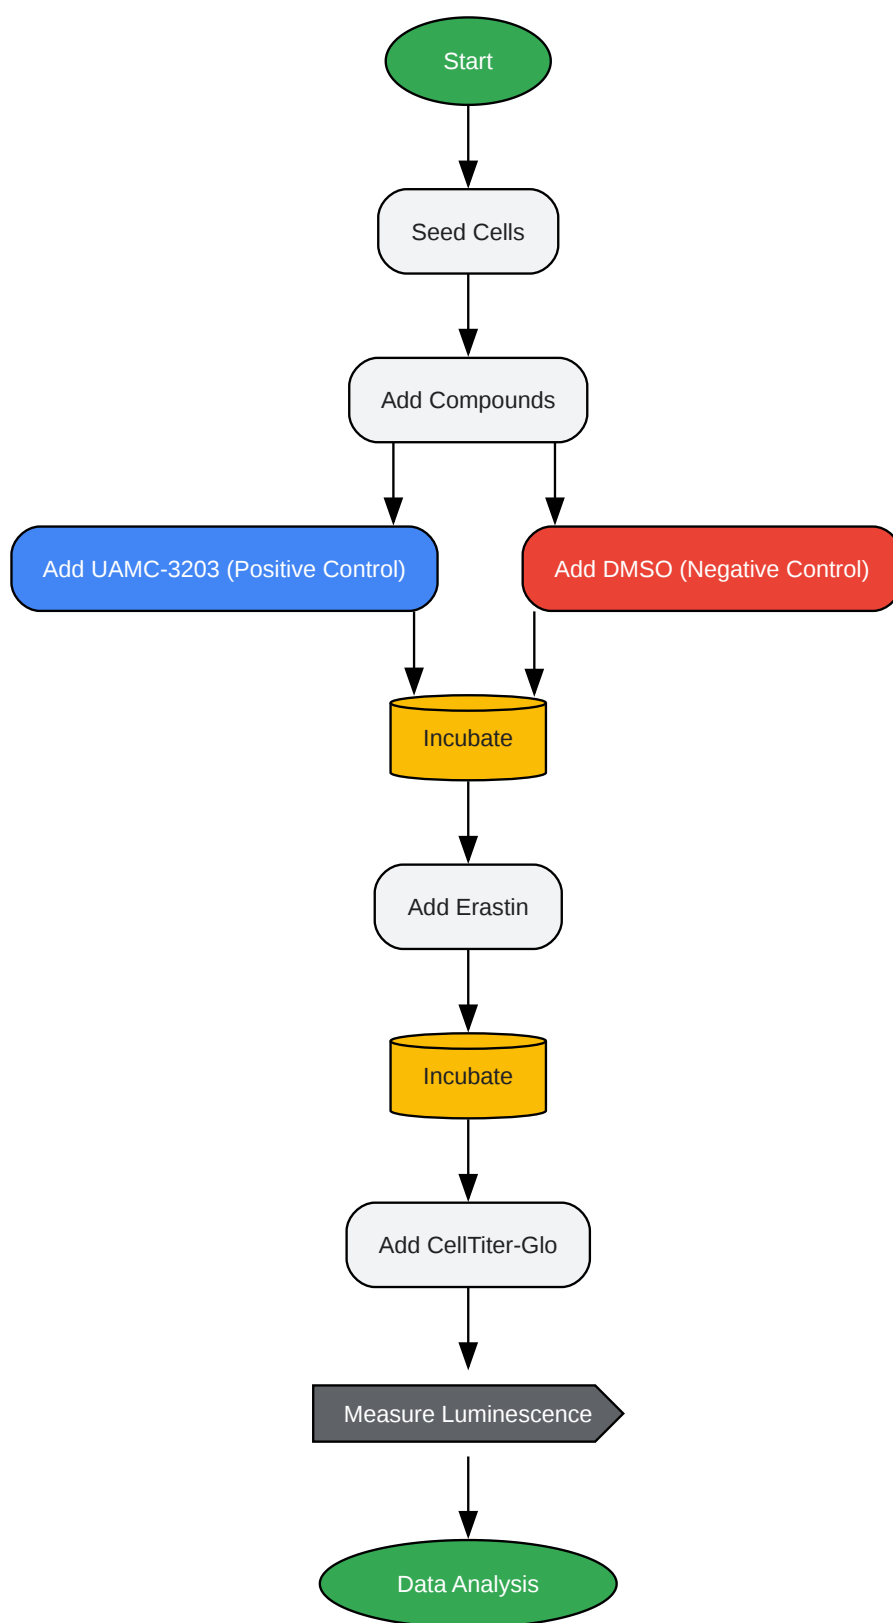 Start
Seed Cells
Add Compounds
Add UAMC-3203 (Positive Control)
Add DMSO (Negative Control)
Incubate
Add Erastin
Incubate
Add CellTiter-Glo
Measure Luminescence
Data Analysis